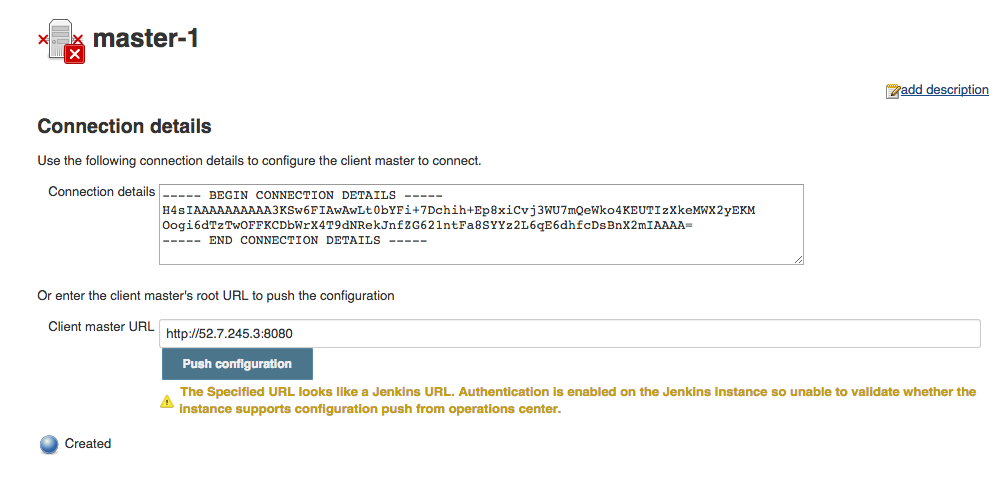 master-1
add description
Connection details
Use the following connection details to configure the client master to connect.
Connection details
----- BEGIN CONNECTION DETAILS -----
H4sIAAAAAAAAAA3KSw6FIAwAwLt0bYFi+7Dchih+Ep8xiCvj3WU7mQeWko4KEUTIzXkeMWX2yEKM
Oogi6dTzTwOFFKCDbWrX4T9dNRekJnfZG621ntFa8SYYz2L6qE6dhfcDsBnX2mIAAAA=
----- END CONNECTION DETAILS -----
Or enter the client master's root URL to push the configuration
Client master URL
http://52.7.245.3:8080
Push configuration
The Specified URL looks like a Jenkins URL. Authentication is enabled on the Jenkins instance so unable to validate whether the
instance supports configuration push from operations center.
Created